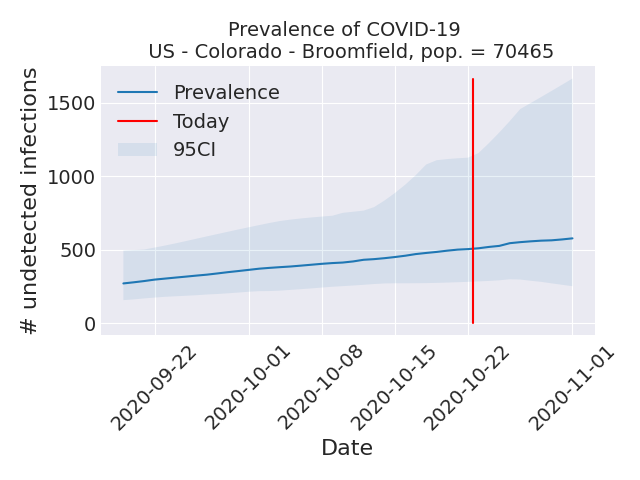 Prevalence of COVID-19
US - Colorado - Broomfield, pop. = 70465
# undetected infections
1500
1000
500
0
Prevalence
Today
95CI
2020-09-22
2020-10-01
2020-10-08
2020-10-15
2020-10-22
2020-11-01
Date